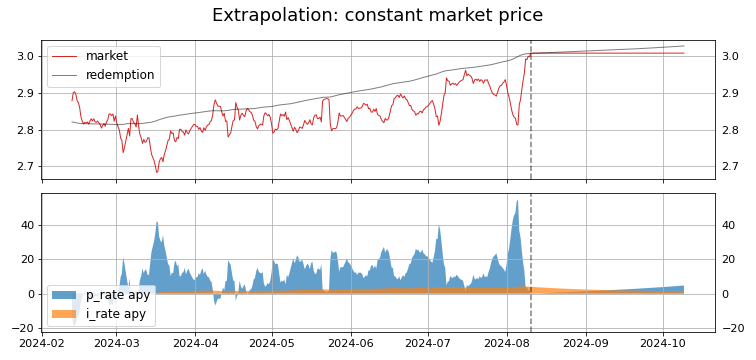 Extrapolation: constant market price
3.0
2.9
2.8
2.7
market
redemption
3.0
2.9
2.8
2.7
40
20
0
−20
p_rate apy
i_rate apy
40
20
0
−20
2024-02 2024-03 2024-04 2024-05 2024-06 2024-07 2024-08 2024-09 2024-10